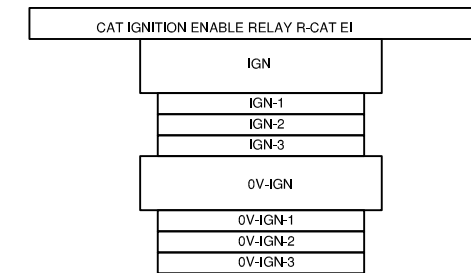 CAT IGNITION ENABLE RELAY R-CAT EI
IGN
IGN-1
IGN-2
IGN-3
0V-IGN
0V-IGN-1
0V-IGN-2
0V-IGN-3